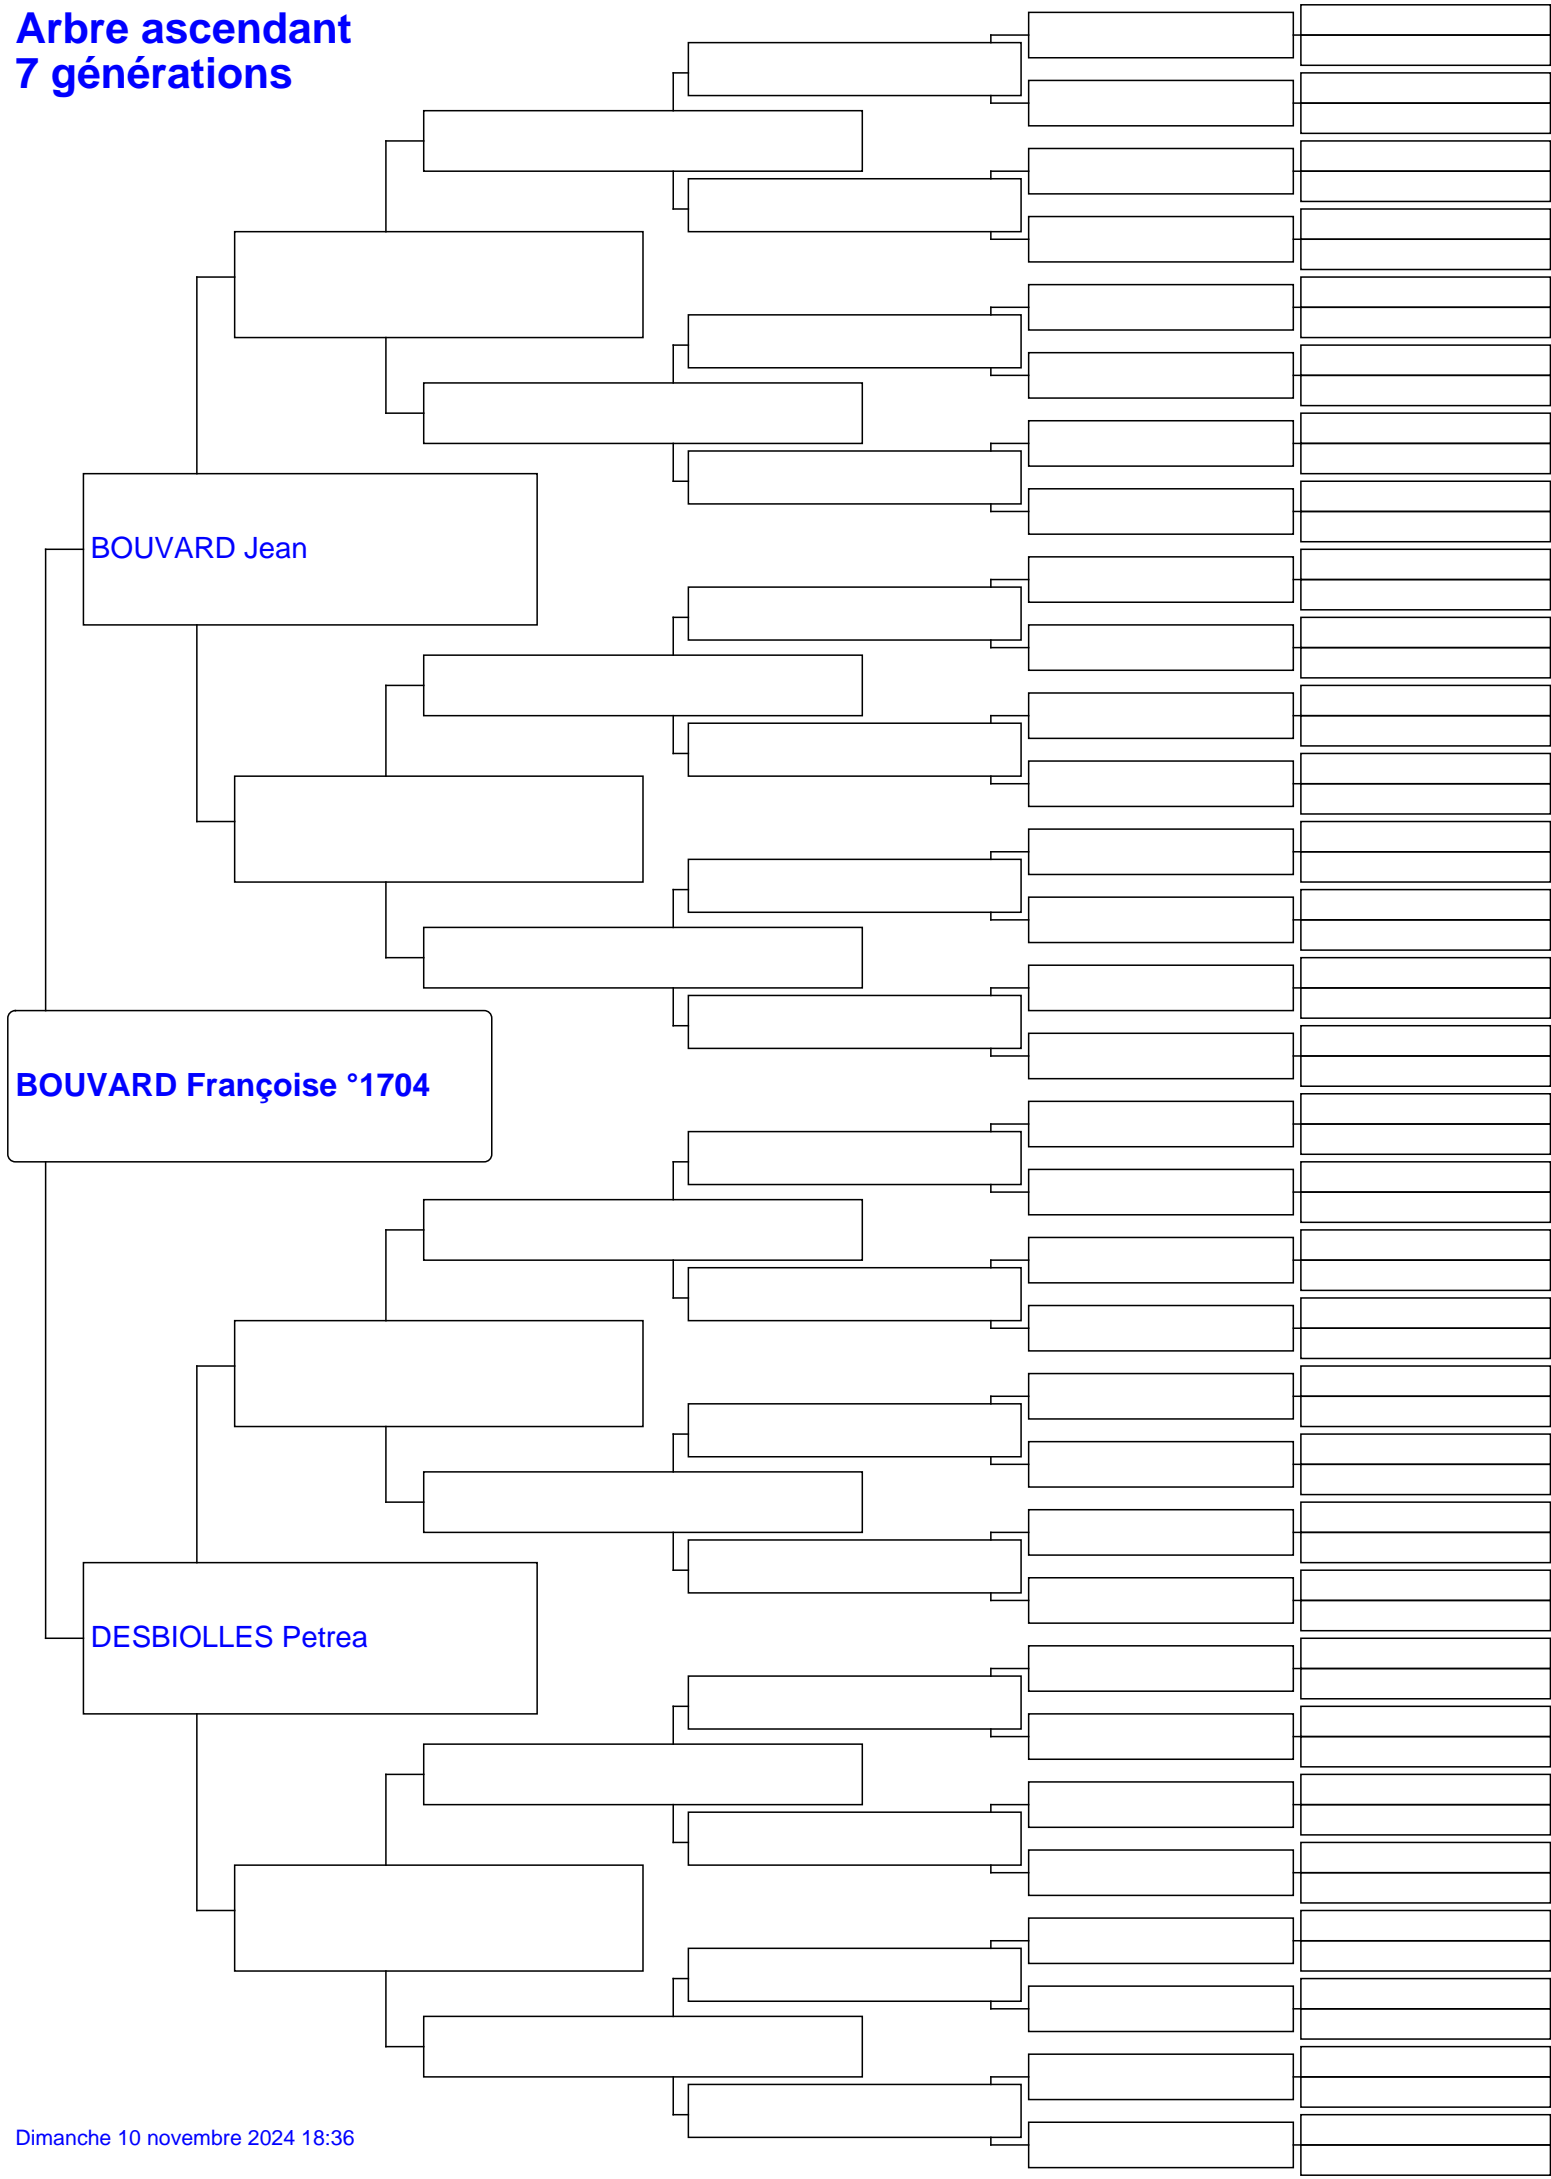 Arbre ascendant
7 générations
BOUVARD Jean
BOUVARD Françoise °1704
DESBIOLLES Petrea
Dimanche 10 novembre 2024 18:36